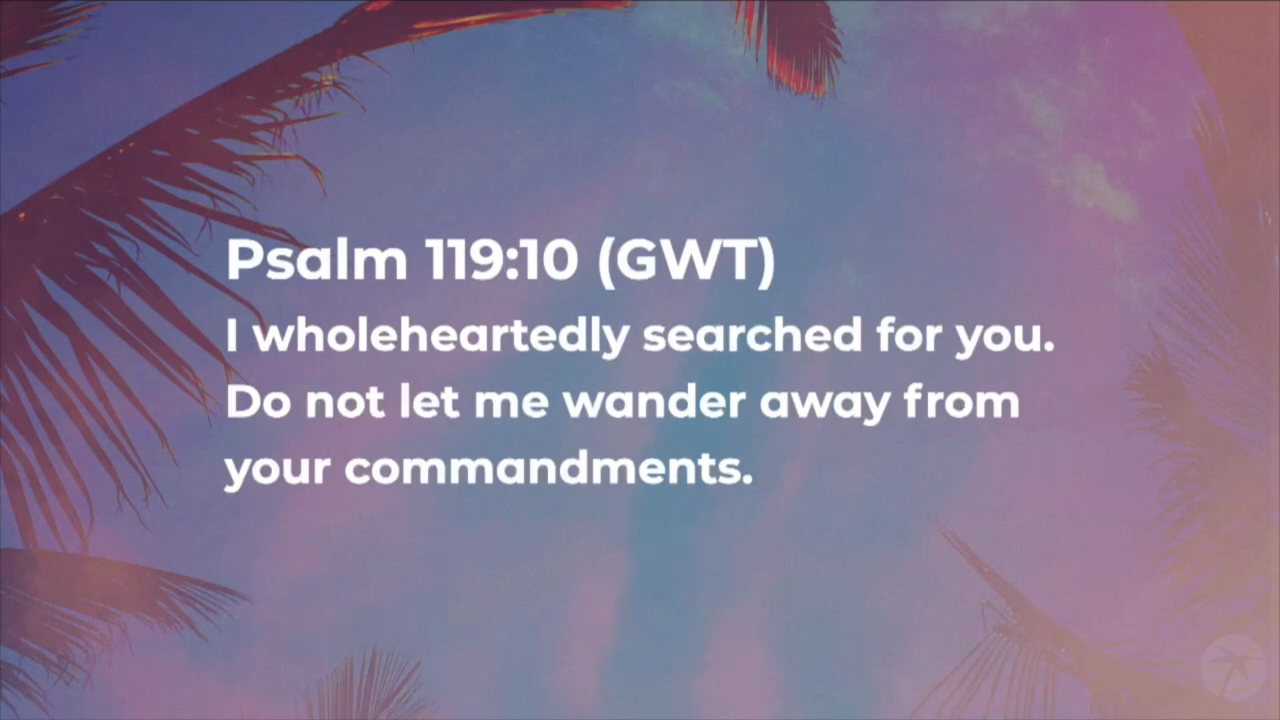 Psalm 119:10 (GWT)
I wholeheartedly searched for you.
Do not let me wander away from
your commandments.